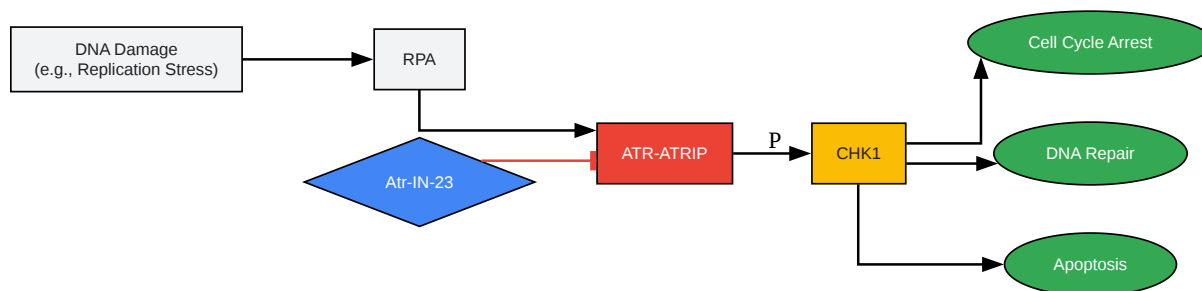 DNA Damage
(e.g., Replication Stress)
RPA
Atr-IN-23
ATR-ATRIP
P
CHK1
Cell Cycle Arrest
DNA Repair
Apoptosis